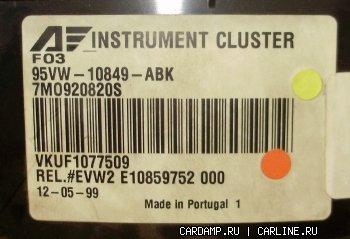 AF INSTRUMENT CLUSTER
F03
95VW-10849-ABK
7M0920820S
VKUF1077509
REL.#EVW2 E10859752 000
12-05-99
Made in Portugal 1
CARDAMP.RU | CARLINE.RU